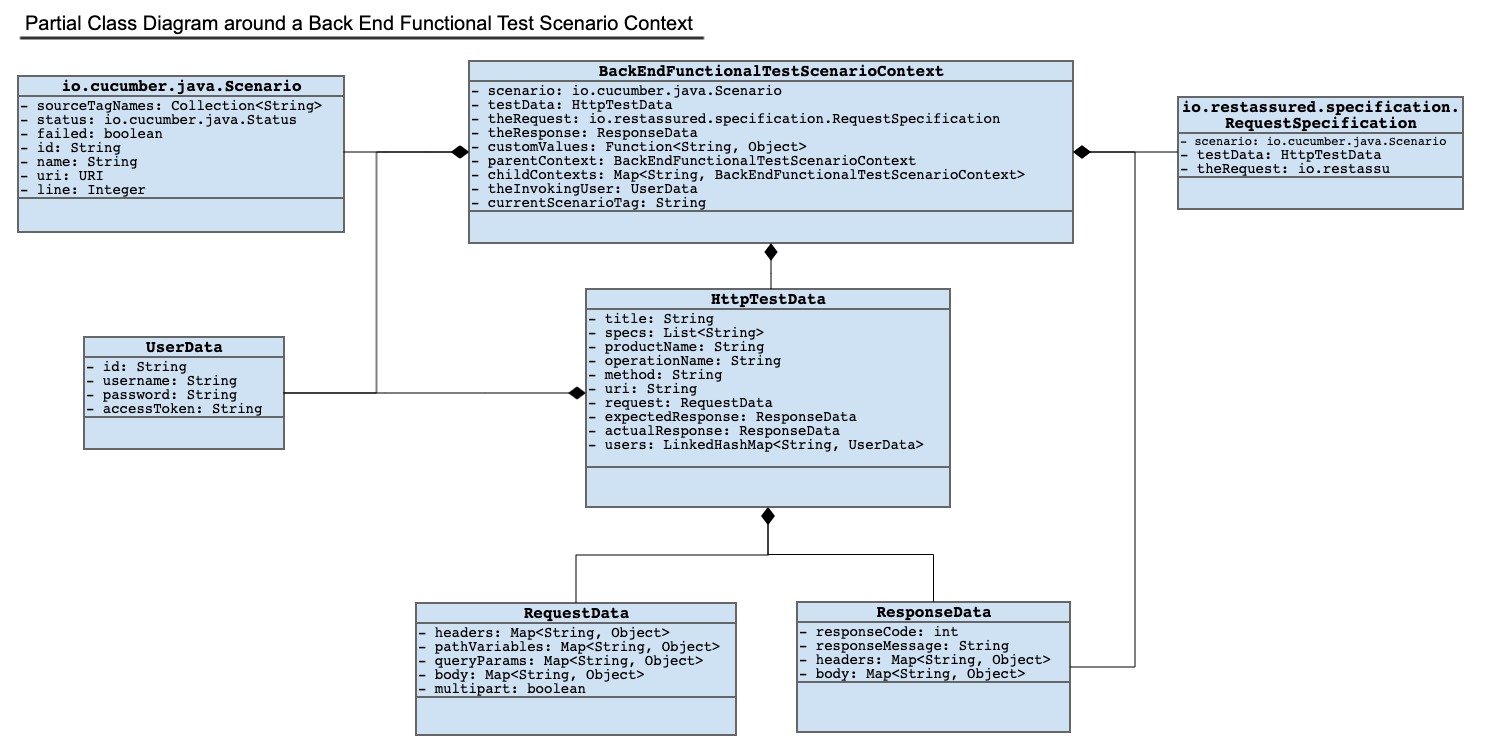 Partial Class Diagram around a Back End Functional Test Scenario Context
io.cucumber.java.Scenario
- sourceTagNames: Collection<String>
- status: io.cucumber.java.Status
- failed: boolean
- id: String
- name: String
- uri: URI
- line: Integer
BackEndFunctionalTestScenarioContext
- scenario: io.cucumber.java.Scenario
- testData: HttpTestData
- theRequest: io.restassured.specification.RequestSpecification
- theResponse: ResponseData
- customValues: Function<String, Object>
- parentContext: BackEndFunctionalTestScenarioContext
- childContexts: Map<String, BackEndFunctionalTestScenarioContext>
- theInvokingUser: UserData
- currentScenarioTag: String
io.restassured.specification.
RequestSpecification
- scenario: io.cucumber.java.Scenario
- testData: HttpTestData
- theRequest: io.restassu
UserData
- id: String
- username: String
- password: String
- accessToken: String
HttpTestData
- title: String
- specs: List<String>
- productName: String
- operationName: String
- method: String
- uri: String
- request: RequestData
- expectedResponse: ResponseData
- actualResponse: ResponseData
- users: LinkedHashMap<String, UserData>
RequestData
- headers: Map<String, Object>
- pathVariables: Map<String, Object>
- queryParams: Map<String, Object>
- body: Map<String, Object>
- multipart: boolean
ResponseData
- responseCode: int
- responseMessage: String
- headers: Map<String, Object>
- body: Map<String, Object>